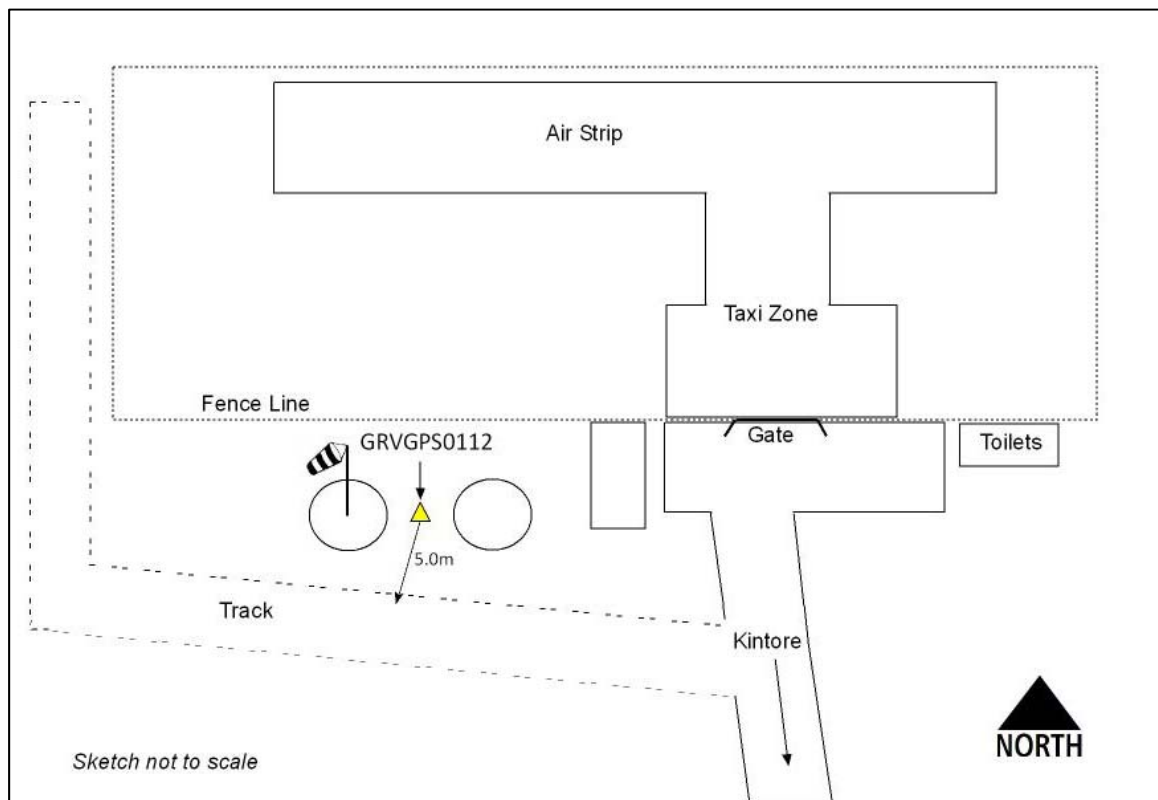 Air Strip
Taxi Zone
Fence Line
Gate
Toilets
GRVGPS0112
5.0m
Track
Kintore
NORTH
Sketch not to scale